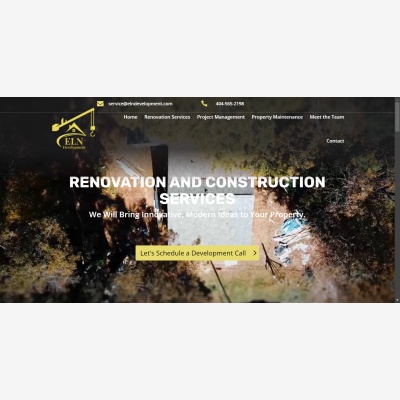 service@elndevelopment.com
404-565-2198
Home Renovation Services Project Management Property Maintenance Meet the Team
Contact
ELN
Development
RENOVATION AND CONSTRUCTION
SERVICES
We Will Bring Innovative, Modern Ideas to Your Property.
Let's Schedule a Development Call